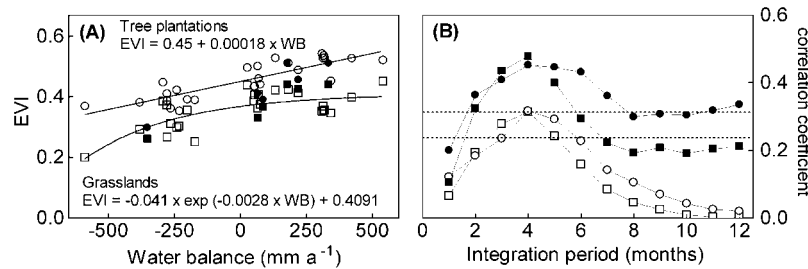 (A)
Tree plantations
EVI = 0.45 + 0.00018 x WB
Grasslands
EVI = -0.041 x exp (-0.0028 x WB) + 0.4091
EVI
0.6
0.4
0.2
0.0
-500 -250 0 250 500
Water balance (mm a-1)
(B)
0 2 4 6 8 10 12
Integration period (months)
0.6
0.4
0.2
0.0
correlation coefficient